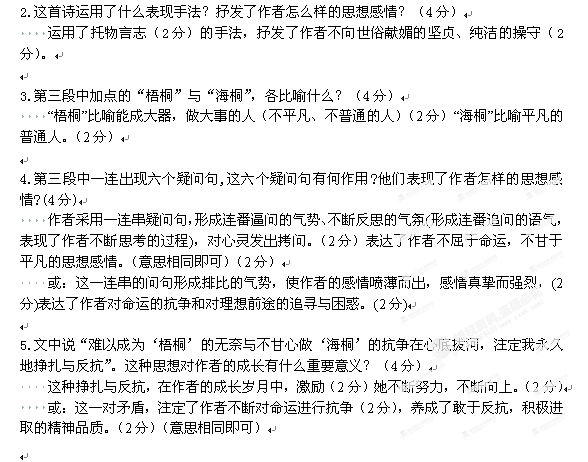 2.这首诗运用了什么表现手法？抒发了作者怎么样的思想感情？（4分）
运用了托物言志（2分）的手法，抒发了作者不向世俗献媚的坚贞、纯洁的操守（2
分）。
3.第三段中加点的“梧桐”与“海桐”，各比喻什么？（4分）
“梧桐”比喻能成大器，做大事的人（不平凡、不普通的人）（2分）“海桐”比喻平凡的
普通人。（2分）
4.第三段中一连出现六个疑问句,这六个疑问句有何作用?他们表现了作者怎样的思想感
情?(4分)
作者采用一连串疑问句，形成连番逼问的气势、不断反思的气氛(形成连番追问的语气，
表现了作者不断思考的过程)，对心灵发出拷问。（2分）表达了作者不屈于命运，不甘于
平凡的思想感情。（意思相同即可）（2分）
或：这一连串的问句形成排比的气势，使作者的感情喷薄而出，感情真挚而强烈，(2
分)表达了作者对命运的抗争和对理想前途的追寻与困惑。(2分)
5.文中说“难以成为‘梧桐’的无奈与不甘心做‘海桐’的抗争在心底拔河，注定我永久
地挣扎与反抗”。这种思想对作者的成长有什么重要意义？（4分）
这种挣扎与反抗，在作者的成长岁月中，激励（2分）她不断努力，不断向上。（2分）
或：这一对矛盾，注定了作者不断对命运进行抗争（2分），养成了敢于反抗，积极进
取的精神品质。（2分）（意思相同即可）